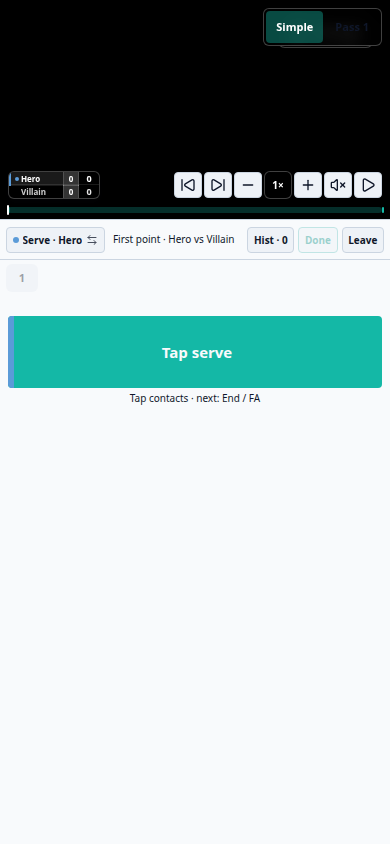 Simple Pass 1
Hero 0 0
Villain 0 0
1×
Serve · Hero First point · Hero vs Villain Hist · 0 Done Leave
1
Tap serve
Tap contacts · next: End / FA